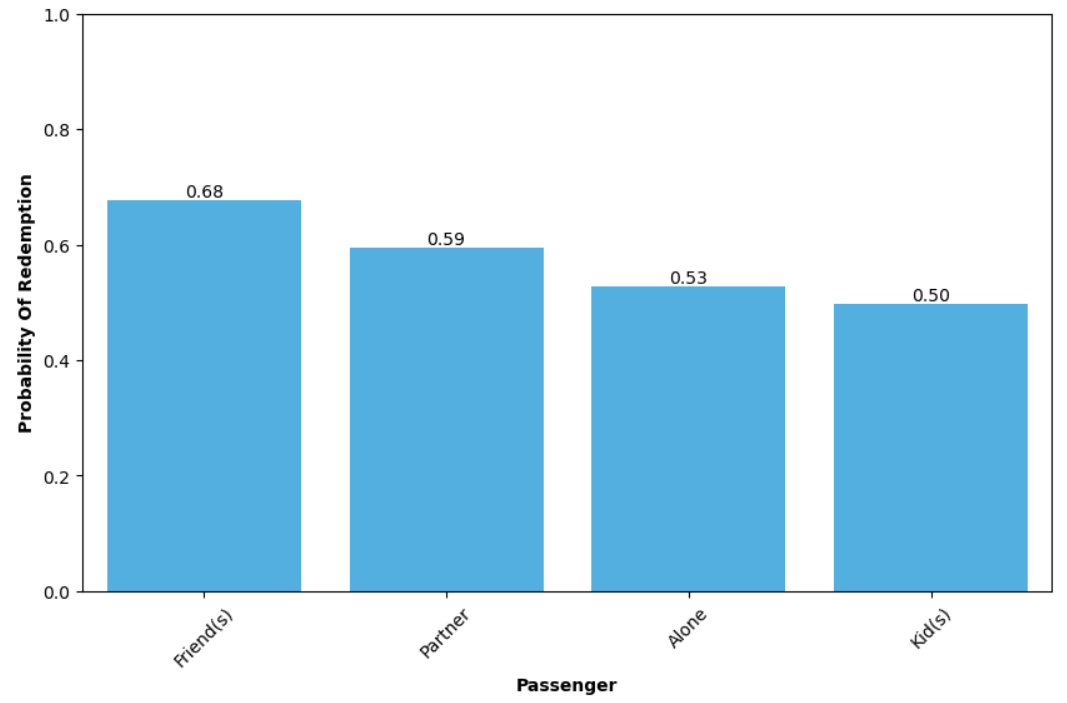 1.0
0.8
0.6
0.4
0.2
0.0
Probability Of Redemption
0.68
0.59
0.53
0.50
Friend(s)
Partner
Alone
Kid(s)
Passenger